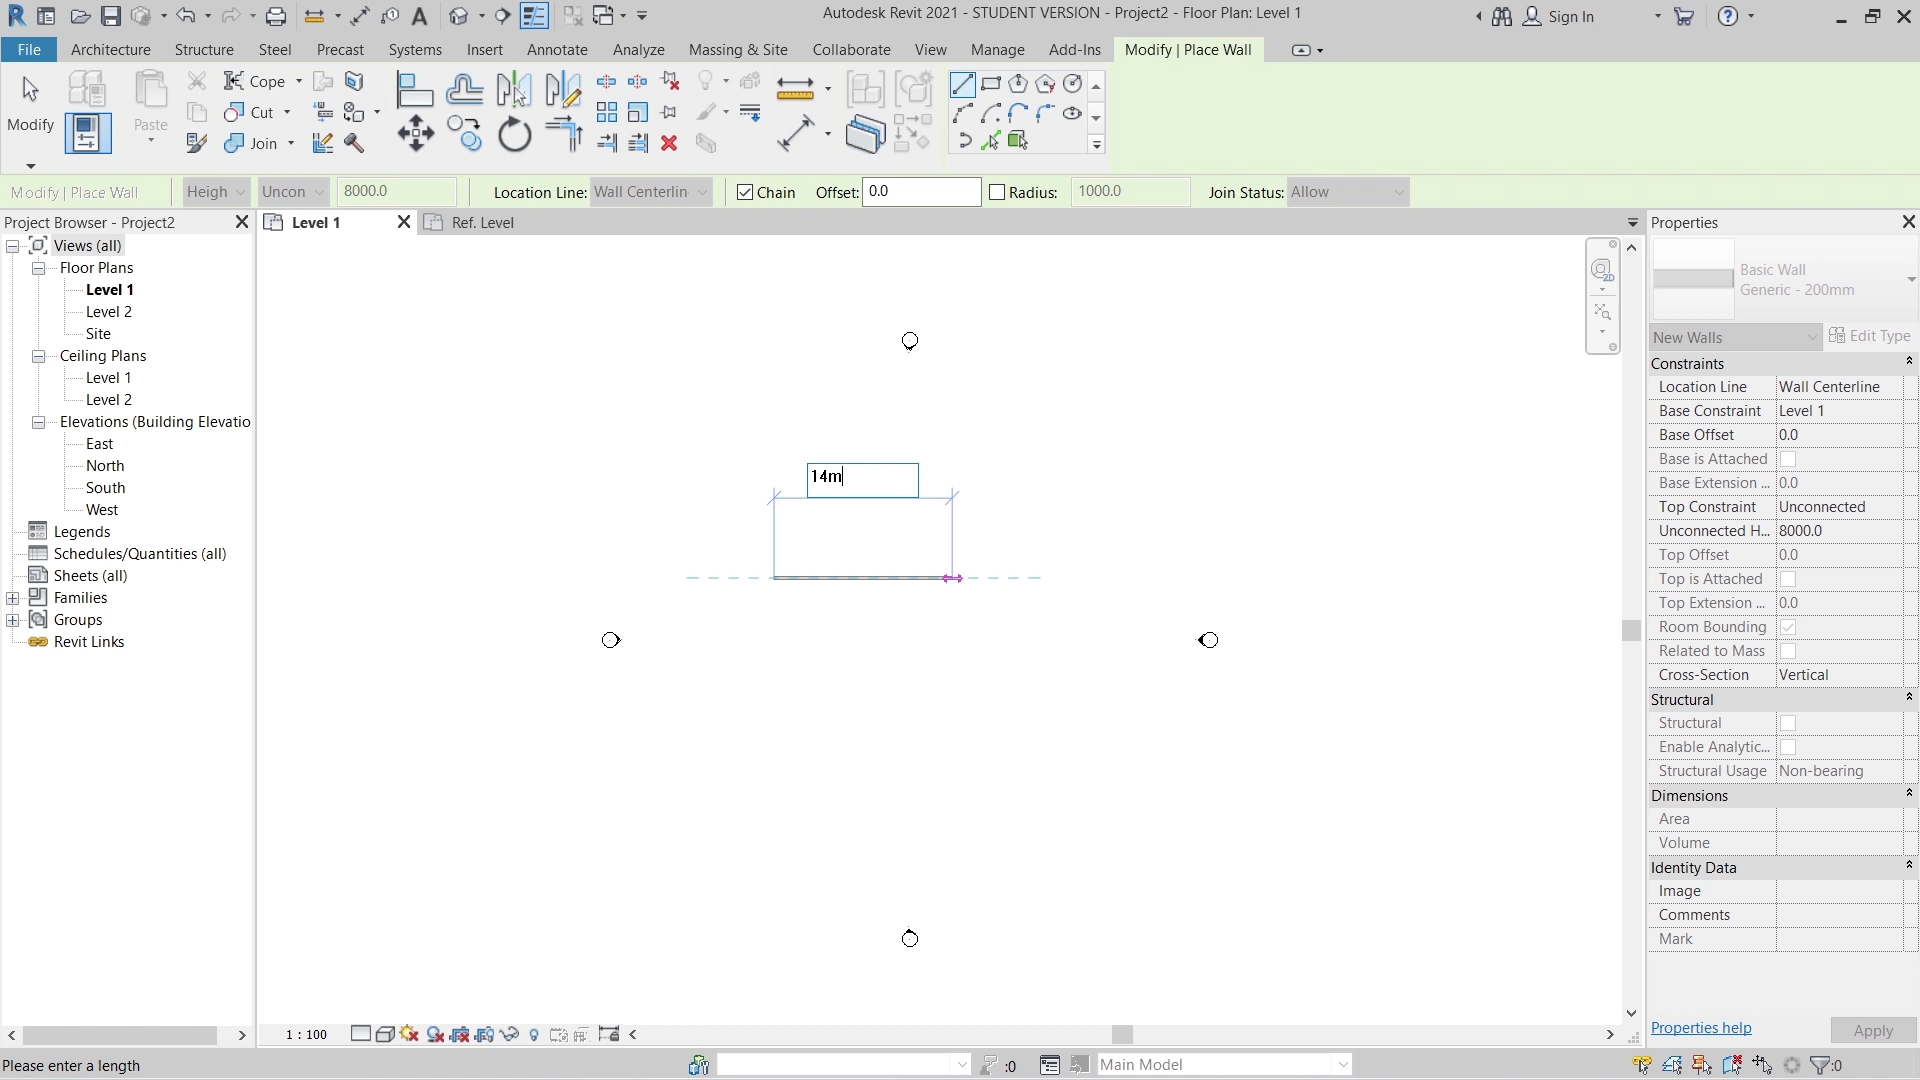 Autodesk Revit 2021 - STUDENT VERSION - Project2 - Floor Plan: Level 1
Sign In
File Architecture Structure Steel Precast Systems Insert Annotate Analyze Massing & Site Collaborate View Manage Add-Ins Modify | Place Wall
Modify
Paste
Cope
Cut
Join
Modify | Place Wall Heigh Uncon 8000.0 Location Line: Wall Centerlin Chain Offset: 0.0 Radius: 1000.0 Join Status: Allow
Project Browser - Project2
Views (all)
Floor Plans
Level 1
Level 2
Site
Ceiling Plans
Level 1
Level 2
Elevations (Building Elevatio
East
North
South
West
Legends
Schedules/Quantities (all)
Sheets (all)
Families
Groups
Revit Links
Level 1
Ref. Level
2D
14m
1 : 100
Properties
Basic Wall
Generic - 200mm
New Walls
Edit Type
Constraints
Location Line Wall Centerline
Base Constraint Level 1
Base Offset 0.0
Base is Attached
Base Extension ... 0.0
Top Constraint Unconnected
Unconnected H... 8000.0
Top Offset 0.0
Top is Attached
Top Extension ... 0.0
Room Bounding
Related to Mass
Cross-Section Vertical
Structural
Structural
Enable Analytic...
Structural Usage Non-bearing
Dimensions
Area
Volume
Identity Data
Image
Comments
Mark
Properties help
Apply
Please enter a length
:0
Main Model
:0